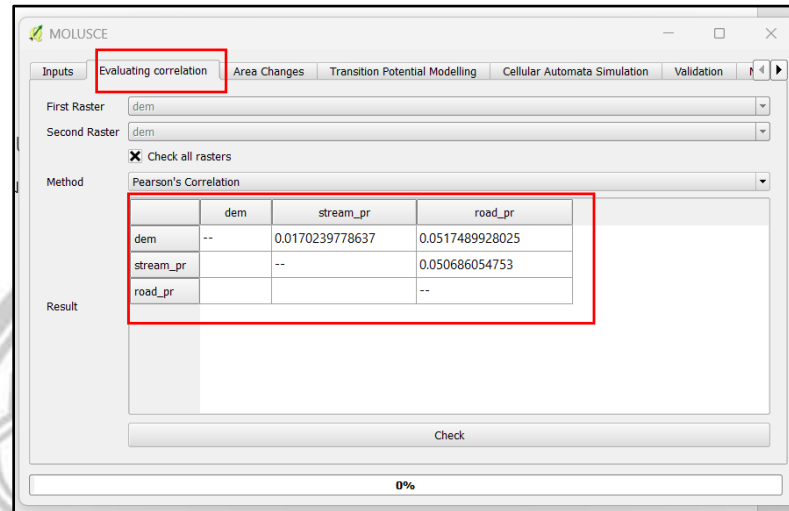 MOLUSCE
Inputs Evaluating correlation Area Changes Transition Potential Modelling Cellular Automata Simulation Validation
First Raster dem
Second Raster dem
Check all rasters
Method Pearson's Correlation
dem stream_pr road_pr
dem -- 0.0170239778637 0.0517489928025
stream_pr -- 0.050686054753
road_pr --
Result
Check
0%